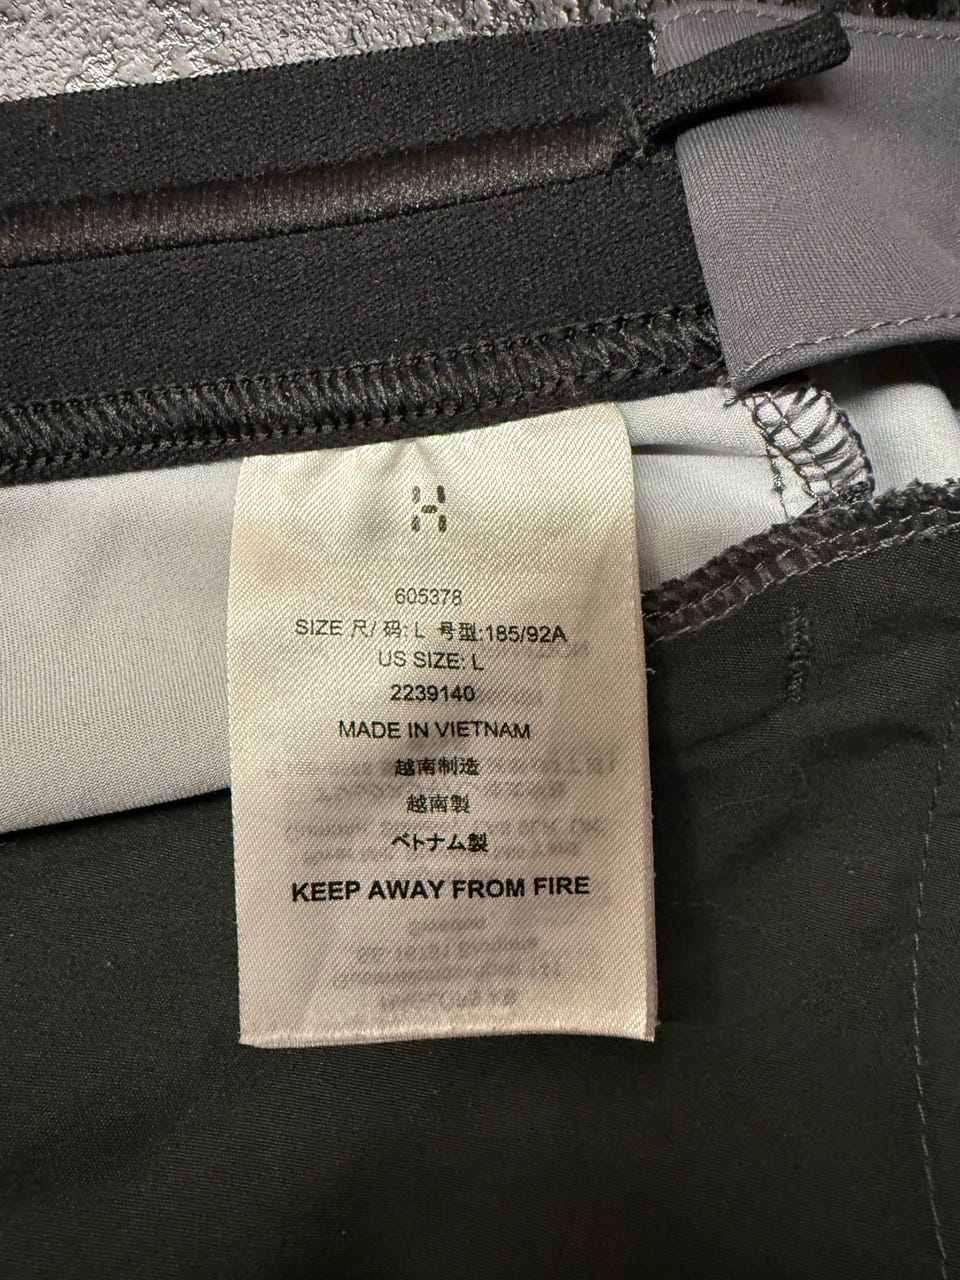 605378
SIZE 尺/ 码: L 号型:185/92A
US SIZE: L
2239140
MADE IN VIETNAM
越南制造
越南製
ベトナム製
KEEP AWAY FROM FIRE